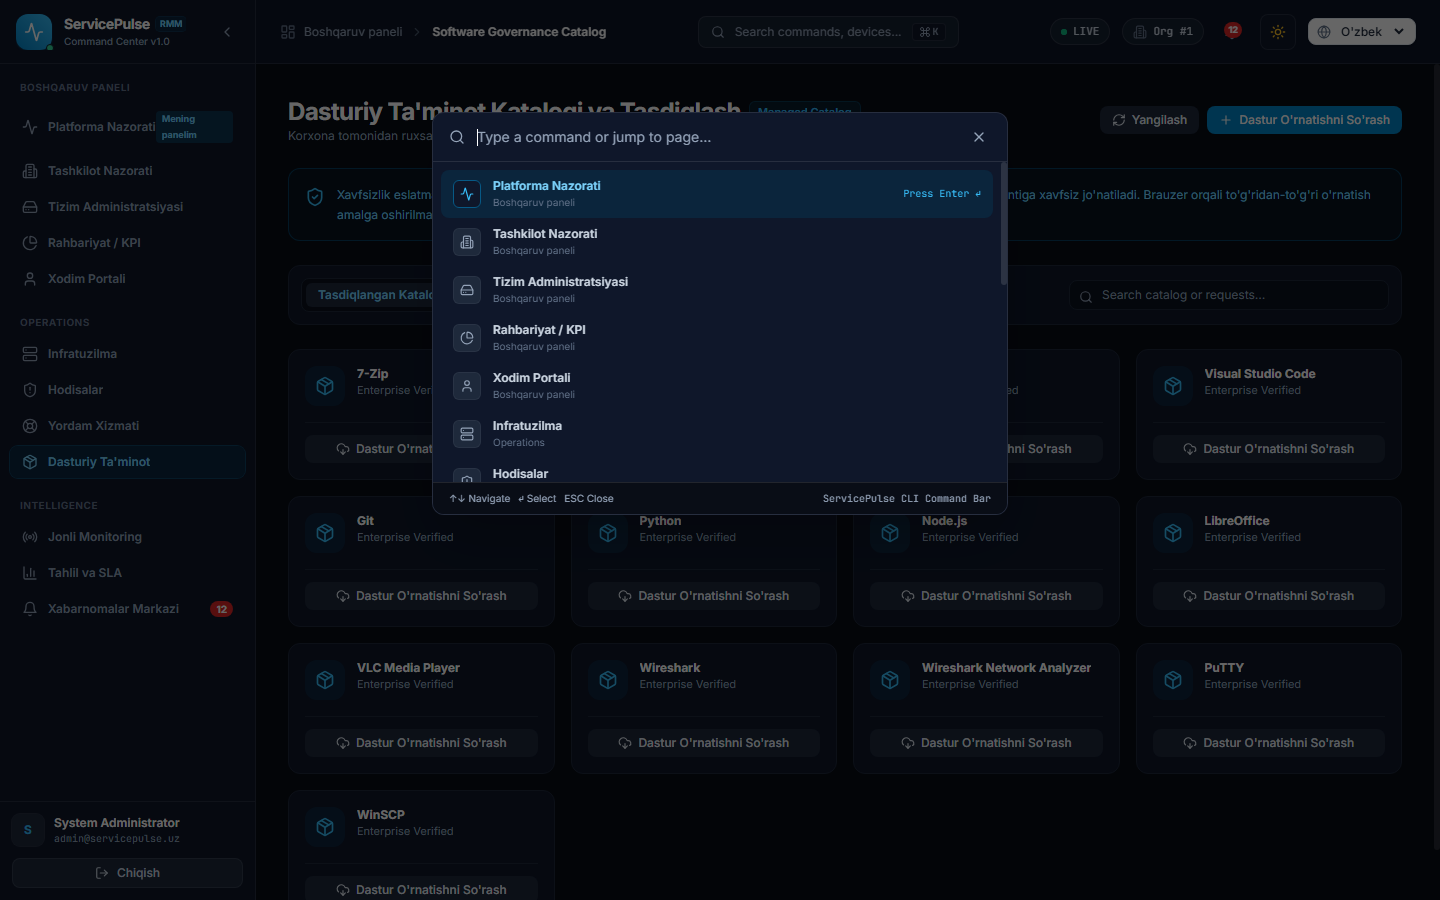 ServicePulse RMM
Command Center v1.0
Boshqaruv paneli
Software Governance Catalog
Search commands, devices...
⌘K
LIVE
Org #1
12
O'zbek
BOSHQARUV PANELI
Platforma Nazorati
Mening
panelim
Tashkilot Nazorati
Tizim Administratsiyasi
Rahbariyat / KPI
Xodim Portali
OPERATIONS
Infratuzilma
Hodisalar
Yordam Xizmati
Dasturiy Ta'minot
INTELLIGENCE
Jonli Monitoring
Tahlil va SLA
Xabarnomalar Markazi
12
S
System Administrator
admin@servicepulse.uz
Chiqish
Dasturiy Ta'minot Katalogi va Tasdiqlash
Managed Catalog
Korxona tomonidan ruxsa
Yangilash
Dastur O'rnatishni So'rash
Xavfsizlik eslatm
ntiga xavfsiz jo'natiladi. Brauzer orqali to'g'ridan-to'g'ri o'rnatish
amalga oshirilma
Tasdiqlangan Katalo
Search catalog or requests...
Type a command or jump to page...
Platforma Nazorati
Boshqaruv paneli
Press Enter ↵
Tashkilot Nazorati
Boshqaruv paneli
Tizim Administratsiyasi
Boshqaruv paneli
Rahbariyat / KPI
Boshqaruv paneli
Xodim Portali
Boshqaruv paneli
Infratuzilma
Operations
Hodisalar
↑↓ Navigate ↵ Select ESC Close
ServicePulse CLI Command Bar
7-Zip
Enterprise Ver
Dastur O'rnat
ed
hni So'rash
Visual Studio Code
Enterprise Verified
Dastur O'rnatishni So'rash
Git
Enterprise Verified
Dastur O'rnatishni So'rash
Python
Enterprise Verified
Dastur O'rnatishni So'rash
Node.js
Enterprise Verified
Dastur O'rnatishni So'rash
LibreOffice
Enterprise Verified
Dastur O'rnatishni So'rash
VLC Media Player
Enterprise Verified
Dastur O'rnatishni So'rash
Wireshark
Enterprise Verified
Dastur O'rnatishni So'rash
Wireshark Network Analyzer
Enterprise Verified
Dastur O'rnatishni So'rash
PuTTY
Enterprise Verified
Dastur O'rnatishni So'rash
WinSCP
Enterprise Verified
Dastur O'rnatishni So'rash